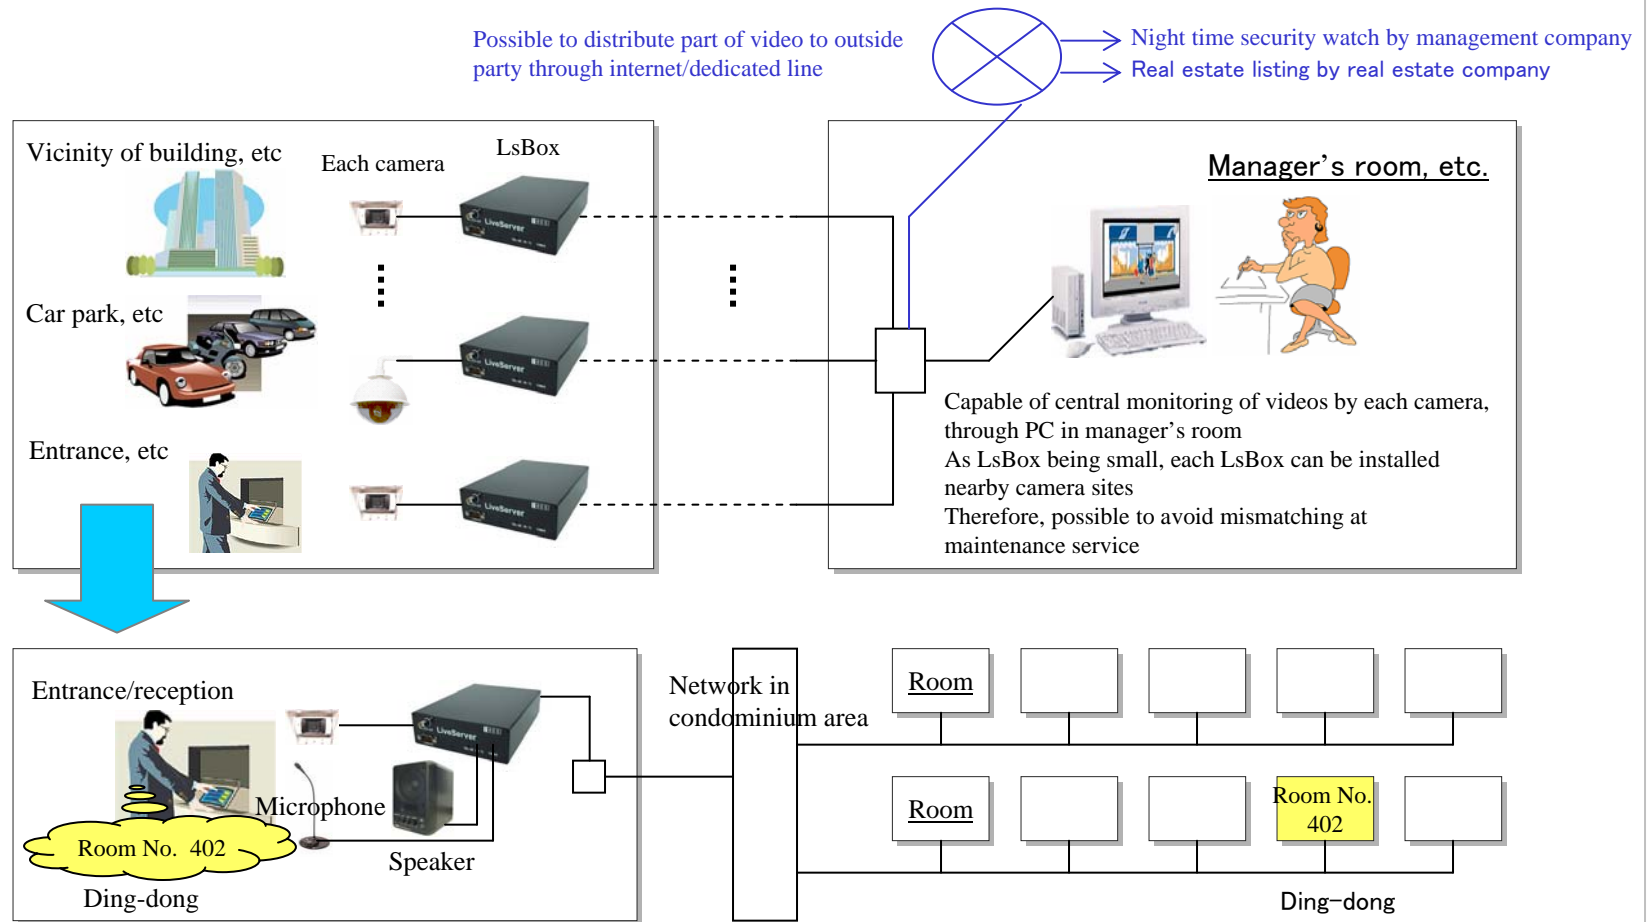 Possible to distribute part of video to outside
party through internet/dedicated line
Night time security watch by management company
Real estate listing by real estate company
Vicinity of building, etc
Each camera
LsBox
LiveServer
Car park, etc
LiveServer
Entrance, etc
LiveServer
Manager's room, etc.
Capable of central monitoring of videos by each camera,
through PC in manager's room
As LsBox being small, each LsBox can be installed
nearby camera sites
Therefore, possible to avoid mismatching at
maintenance service
Entrance/reception
LiveServer
Microphone
Speaker
Room No. 402
Ding-dong
Network in
condominium area
Room
Room
Room No.
402
Ding-dong